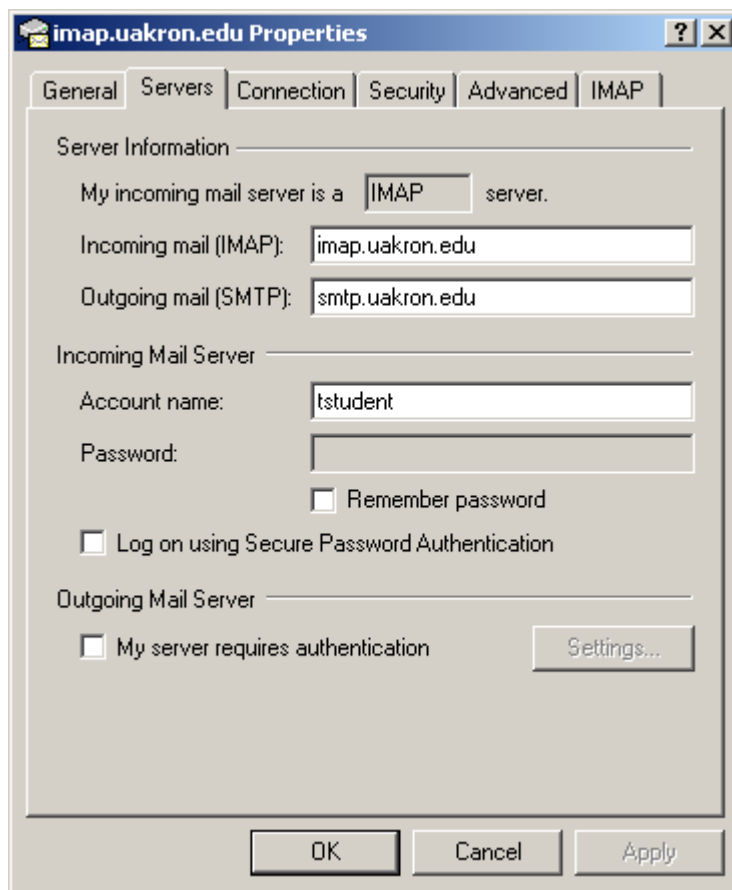 imap.uakron.edu Properties
General Servers Connection Security Advanced IMAP
Server Information
My incoming mail server is a IMAP server.
Incoming mail (IMAP): imap.uakron.edu
Outgoing mail (SMTP): smtp.uakron.edu
Incoming Mail Server
Account name: tstudent
Password:
Remember password
Log on using Secure Password Authentication
Outgoing Mail Server
My server requires authentication Settings...
OK Cancel Apply